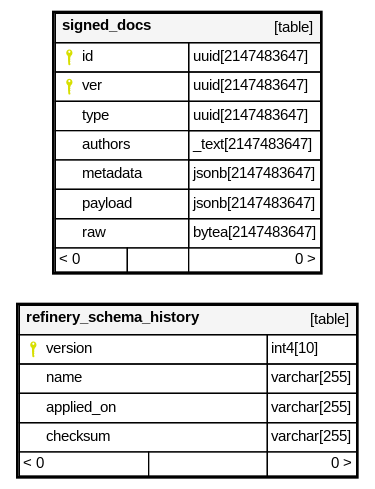 signed_docs [table]
id uuid[2147483647]
ver uuid[2147483647]
type uuid[2147483647]
authors _text[2147483647]
metadata jsonb[2147483647]
payload jsonb[2147483647]
raw bytea[2147483647]
< 0 0 >
refinery_schema_history [table]
version int4[10]
name varchar[255]
applied_on varchar[255]
checksum varchar[255]
< 0 0 >